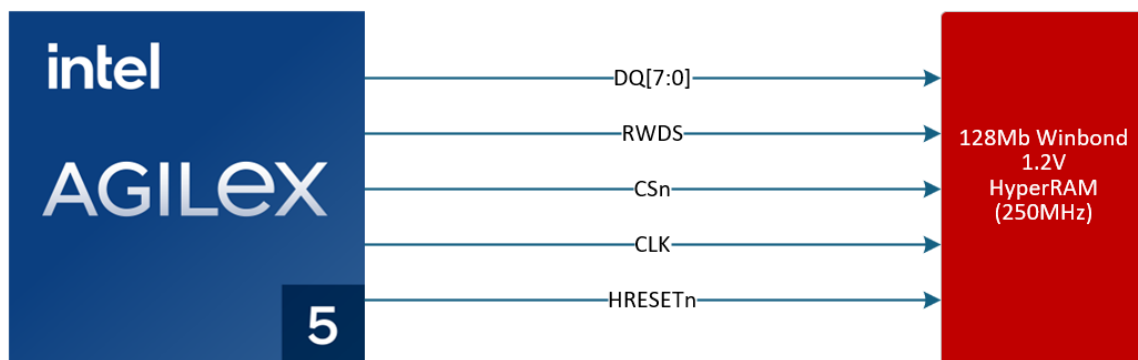 intel
AGILEX
5
DQ[7:0]
RWDS
CSn
CLK
HRESETn
128Mb Winbond
1.2V
HyperRAM
(250MHz)